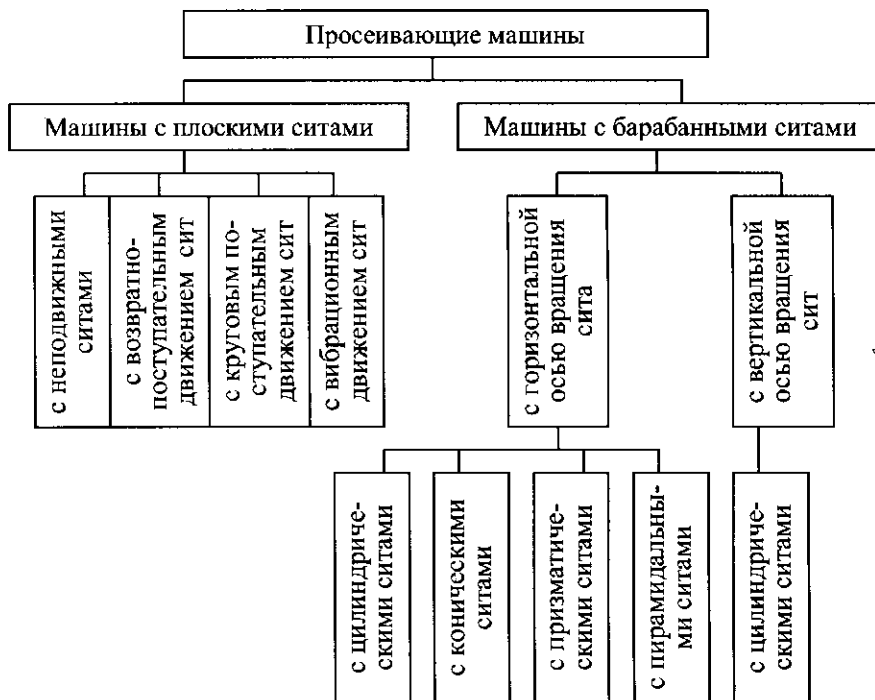 Просеивающие машины
Машины с плоскими ситами
Машины с барабанными ситами
с неподвижными
ситами
с возвратно-
поступательным
движением сит
с круговым по-
ступательным
движением сит
с вибрационным
движением сит
с горизонтальной
осью вращения
сита
с вертикальной
осью вращения
сит
с цилиндриче-
скими ситами
с коническими
ситами
с призматиче-
скими ситами
с пирамидальны-
ми ситами
с цилиндриче-
скими ситами